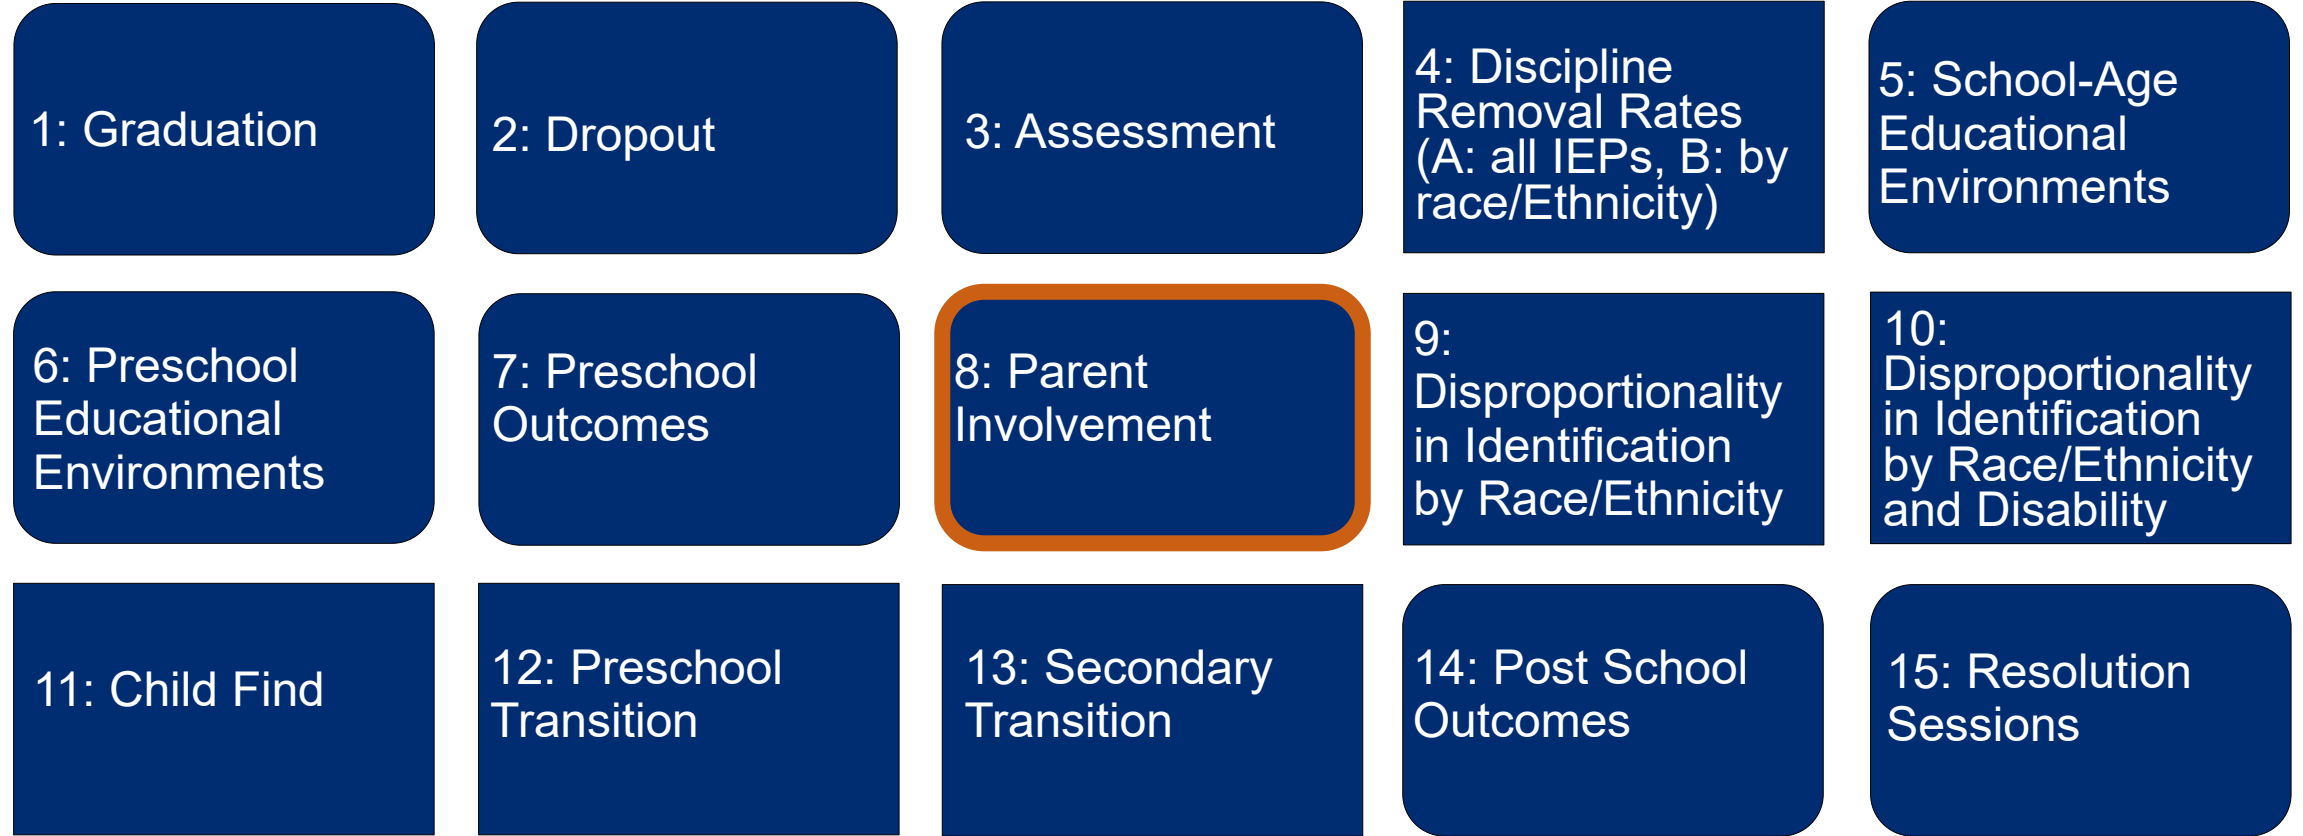 1: Graduation
2: Dropout
3: Assessment
4: Discipline
Removal Rates
(A: all IEPs, B: by
race/Ethnicity)
5: School-Age
Educational
Environments
6: Preschool
Educational
Environments
7: Preschool
Outcomes
8: Parent
Involvement
9:
Disproportionality
in Identification
by Race/Ethnicity
10:
Disproportionality
in Identification
by Race/Ethnicity
and Disability
11: Child Find
12: Preschool
Transition
13: Secondary
Transition
14: Post School
Outcomes
15: Resolution
Sessions